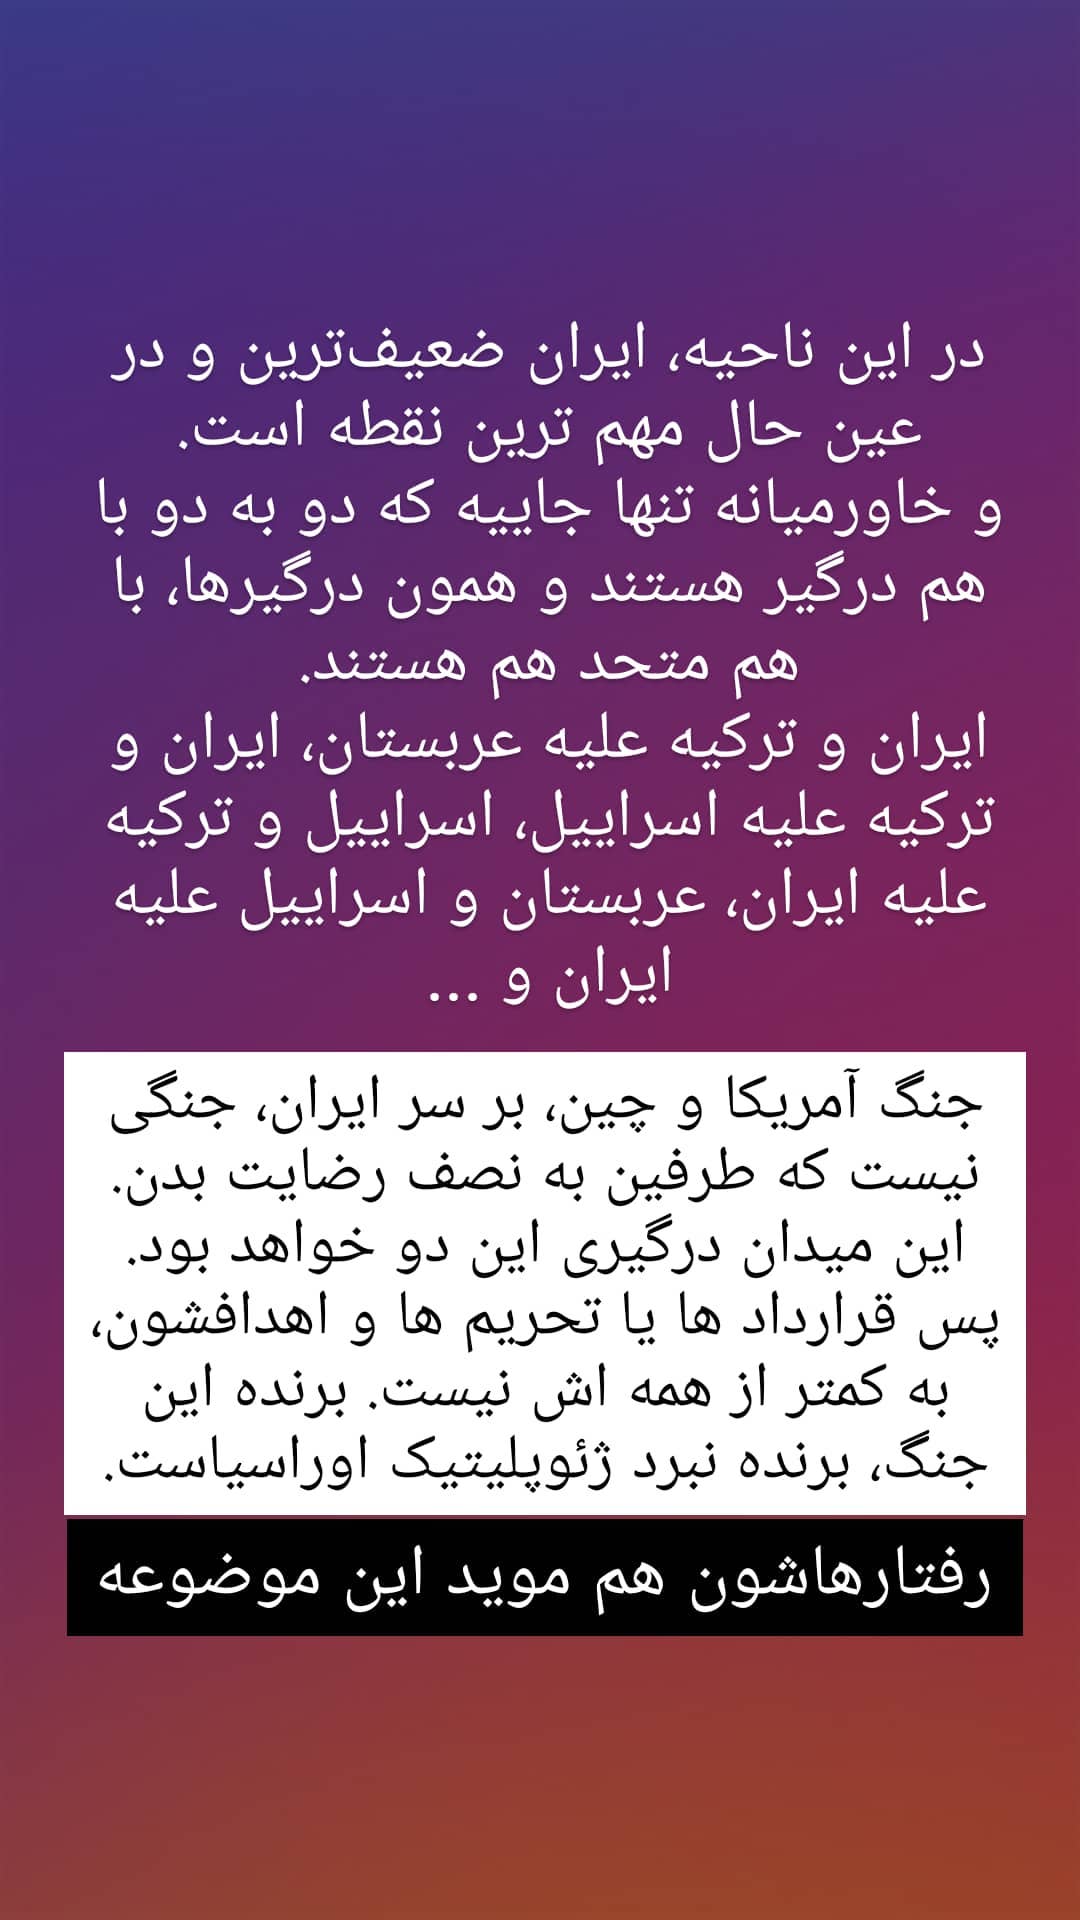 در این ناحیه، ایران ضعیف‌ترین و در
عین حال مهم ترین نقطه است.
و خاورمیانه تنها جاییه که دو به دو با
هم درگیر هستند و همون درگیرها، با
هم متحد هم هستند.
ایران و ترکیه علیه عربستان، ایران و
ترکیه علیه اسراییل، اسراییل و ترکیه
علیه ایران، عربستان و اسراییل علیه
ایران و ...
جنگ آمریکا و چین، بر سر ایران، جنگی
نیست که طرفین به نصف رضایت بدن.
این میدان درگیری این دو خواهد بود.
پس قرارداد ها یا تحریم ها و اهدافشون،
به کمتر از همه اش نیست. برنده این
جنگ، برنده نبرد ژئوپلیتیک اوراسیاست.
رفتارهاشون هم موید این موضوعه